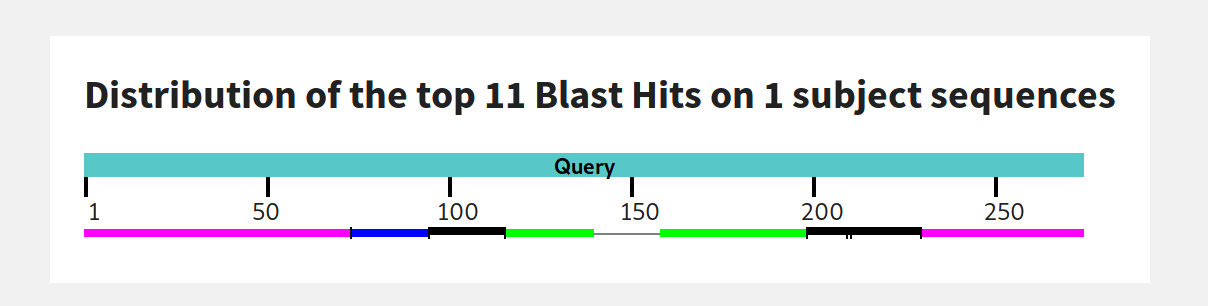 Distribution of the top 11 Blast Hits on 1 subject sequences
Query
1 50 100 150 200 250